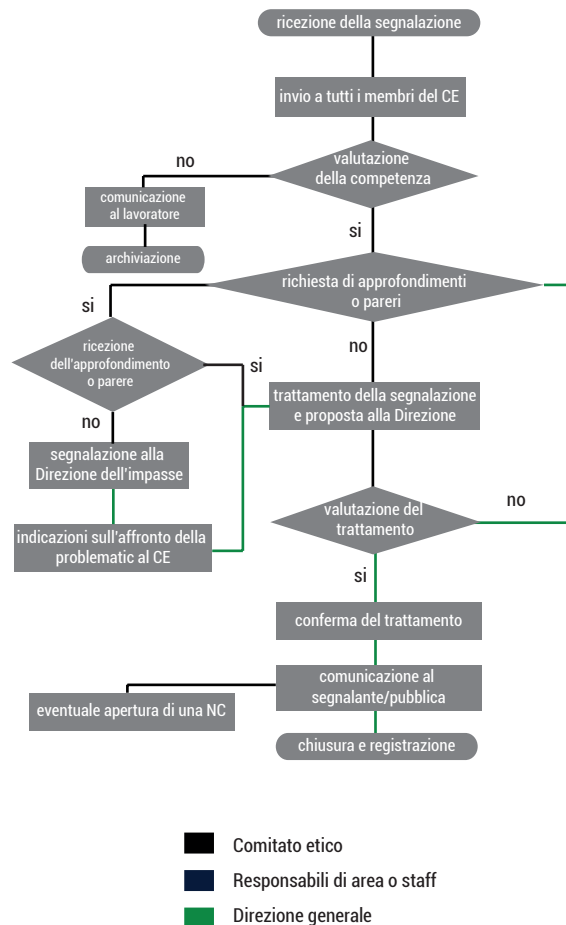 ricezione della segnalazione
invio a tutti i membri del CE
valutazione
della competenza
no
comunicazione
al lavoratore
archiviazione
si
richiesta di approfondimenti
o pareri
si
ricezione
dell'approfondimento
o parere
si
no
no
trattamento della segnalazione
e proposta alla Direzione
segnalazione alla
Direzione dell'impasse
indicazioni sull'affronto della
problematic al CE
valutazione del
trattamento
no
si
conferma del trattamento
comunicazione al
segnalante/pubblica
eventuale apertura di una NC
chiusura e registrazione
Comitato etico
Responsabili di area o staff
Direzione generale